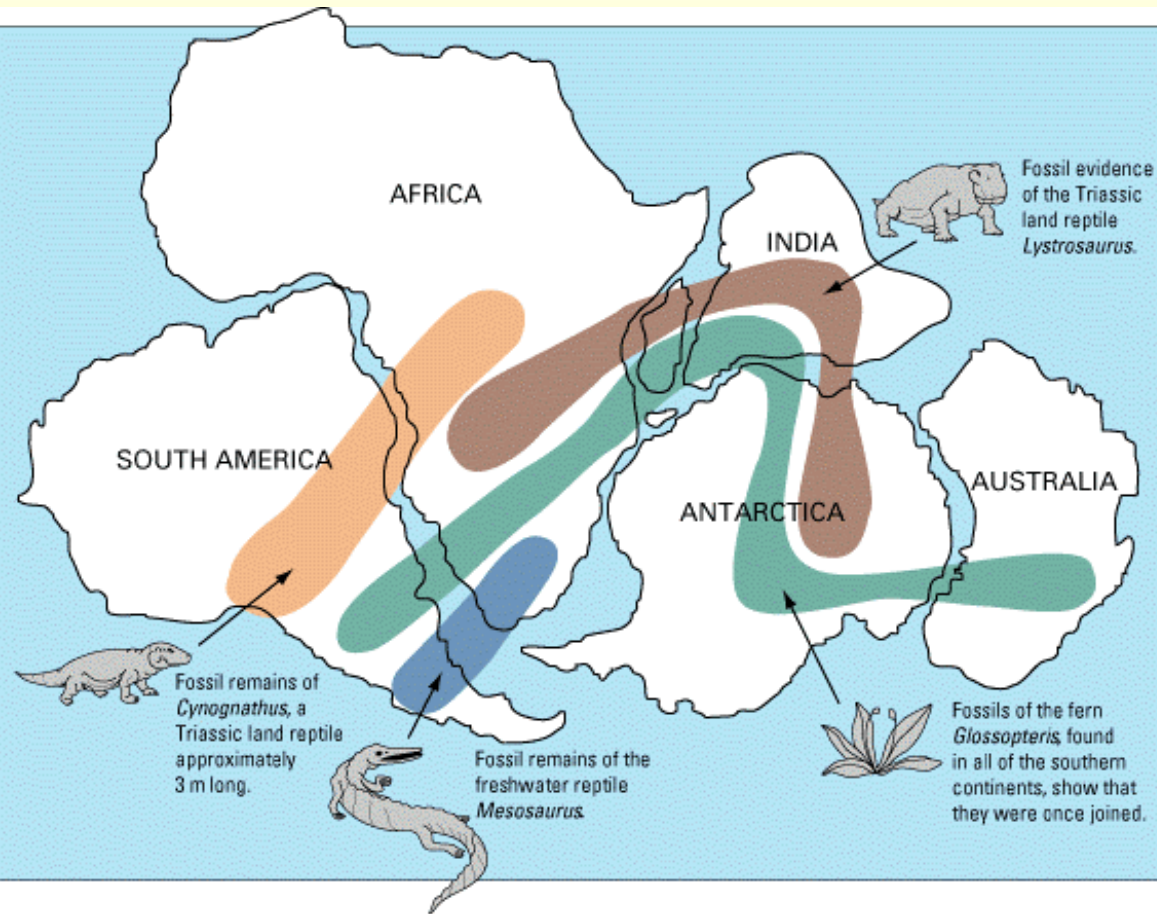 AFRICA
INDIA
Fossil evidence
of the Triassic
land reptile
Lystrosaurus.
SOUTH AMERICA
ANTARCTICA
AUSTRALIA
Fossil remains of
Cynognathus, a
Triassic land reptile
approximately
3 m long.
Fossil remains of the
freshwater reptile
Mesosaurus.
Fossils of the fern
Glossopteris, found
in all of the southern
continents, show that
they were once joined.